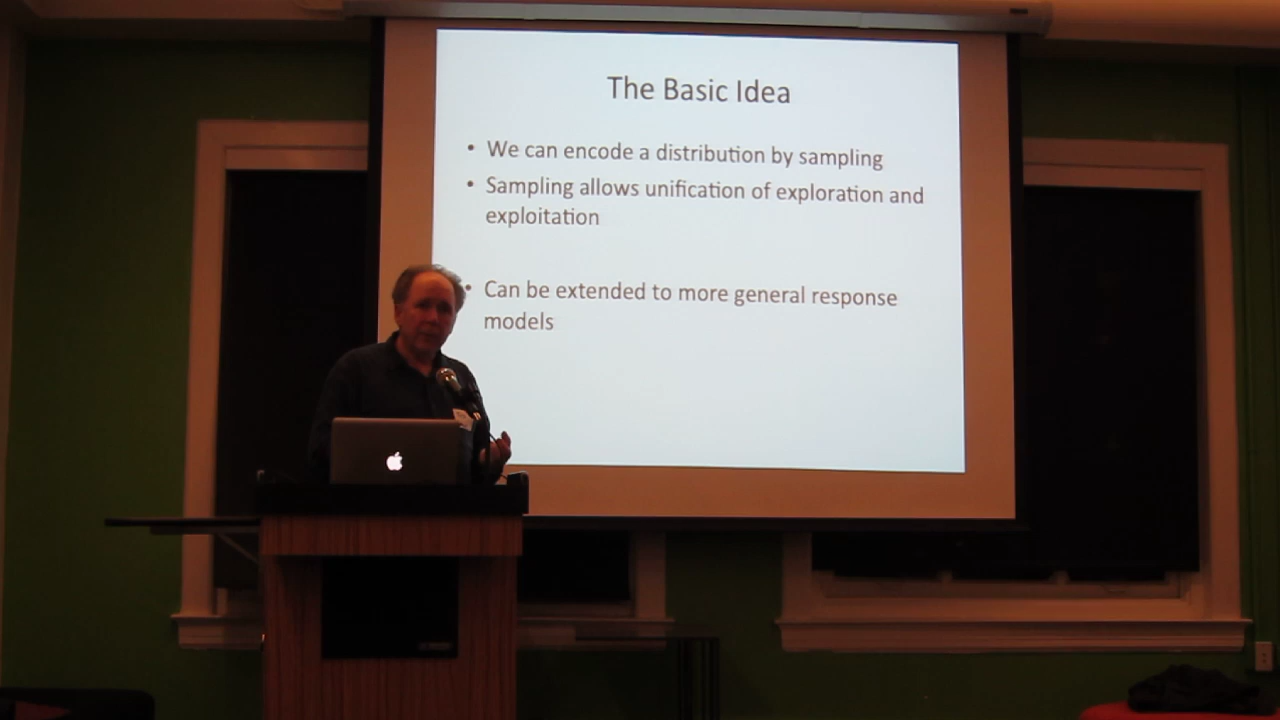 The Basic Idea
• We can encode a distribution by sampling
• Sampling allows unification of exploration and
exploitation
• Can be extended to more general response
models